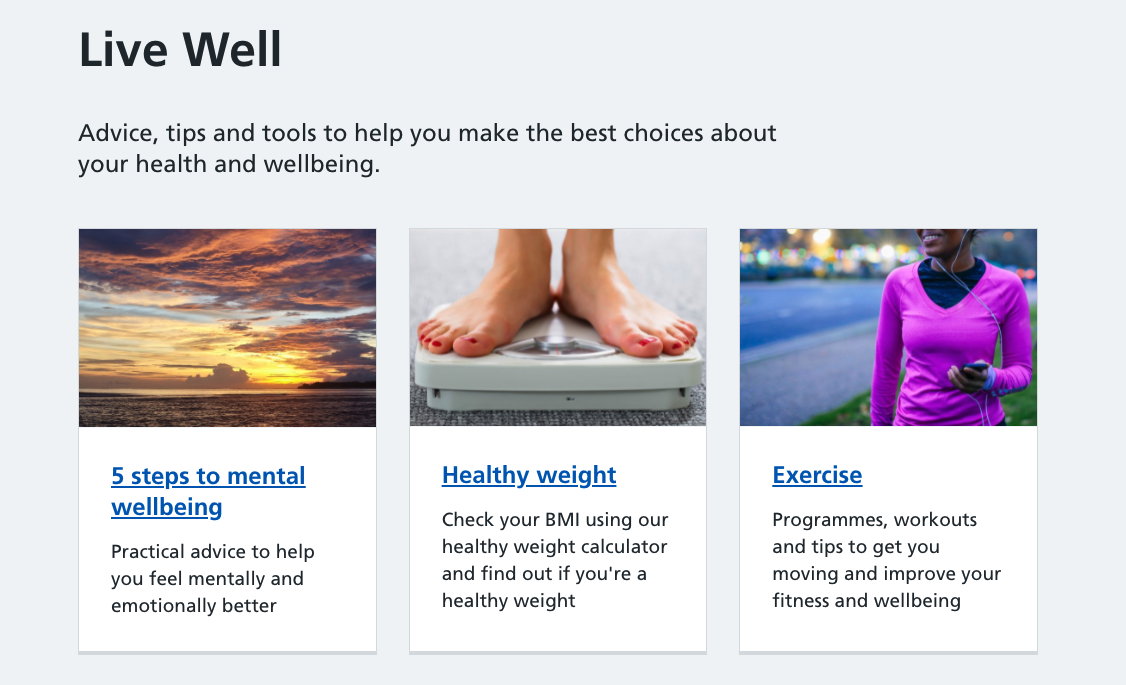 Live Well
Advice, tips and tools to help you make the best choices about
your health and wellbeing.
5 steps to mental
wellbeing
Practical advice to help
you feel mentally and
emotionally better
Healthy weight
Check your BMI using our
healthy weight calculator
and find out if you're a
healthy weight
Exercise
Programmes, workouts
and tips to get you
moving and improve your
fitness and wellbeing